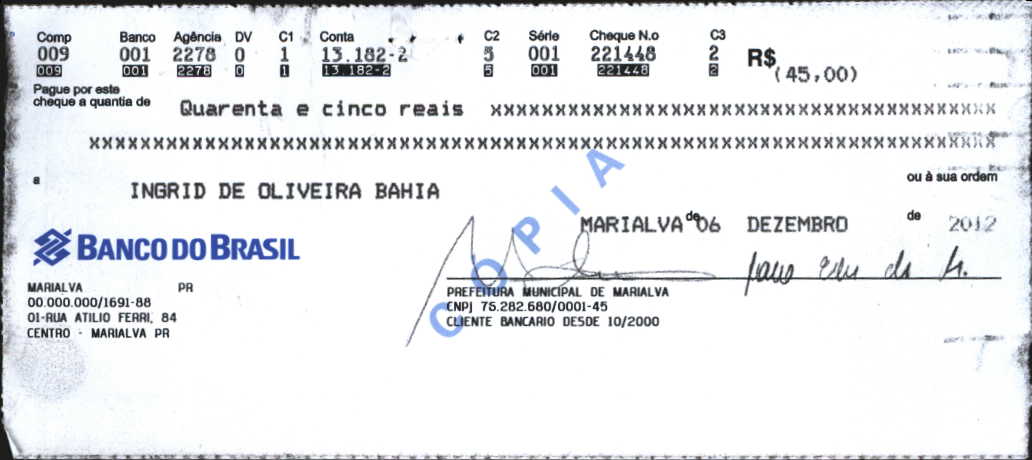 Comp Banco Agência DV C1 Conta C2 Série Cheque N.o C3
009 001 2278 0 1 13.182-2 5 001 221448 2 R$ (45,00)
009 001 2278 0 1 13.182-2 5 001 221448 2
Pague por este
cheque a quantia de Quarenta e cinco reais xxxxxxxxxxxxxxxxxxxxxxxxxxxxxxxxxxxxxxxxxx
xxxxxxxxxxxxxxxxxxxxxxxxxxxxxxxxxxxxxxxxxxxxxxxxxxxxxxxxxxxxxxxxxxxxxxxxxxx
a INGRID DE OLIVEIRA BAHIA ou à sua ordem
MARIALVA de 06 DEZEMBRO de 2012
BANCO DO BRASIL
MARIALVA PR
00.000.000/1691-88
01-RUA ATILIO FERRI, 84
CENTRO - MARIALVA PR
PREFEITURA MUNICIPAL DE MARIALVA
CNPJ 76.282.680/0001-45
CLIENTE BANCARIO DESDE 10/2000
COPIA